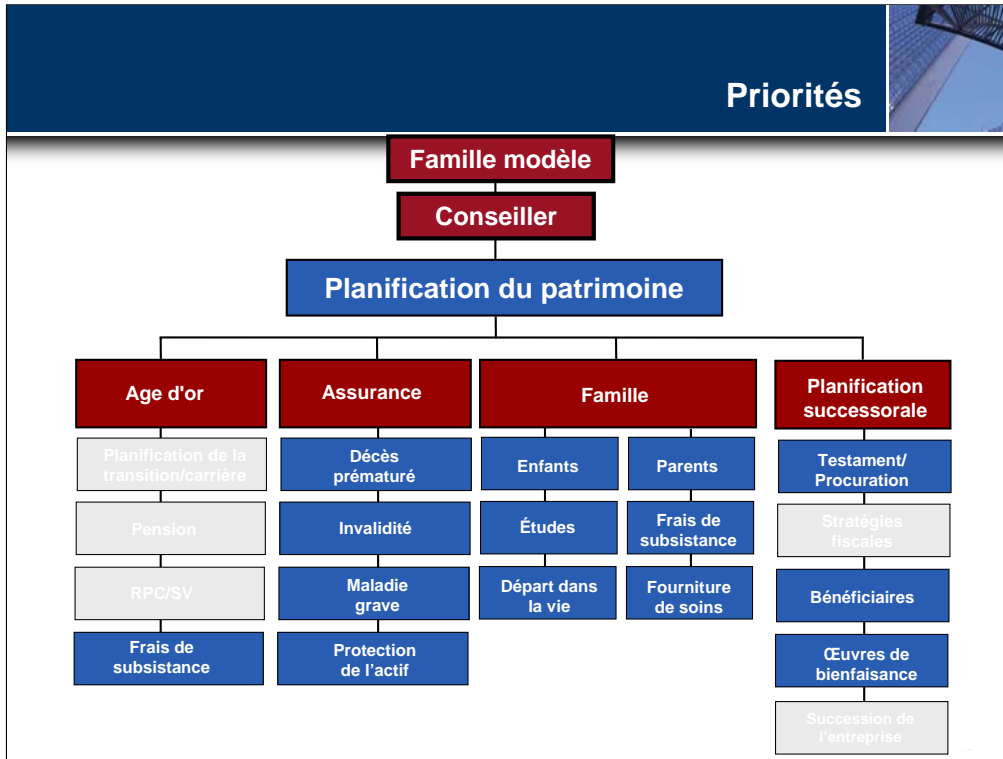 Priorités
Famille modèle
Conseiller
Planification du patrimoine
Age d'or
Planification de la
transition/carrière
Pension
RPC/SV
Frais de
subsistance
Assurance
Décès
prématuré
Invalidité
Maladie
grave
Protection
de l'actif
Famille
Enfants
Études
Départ dans
la vie
Parents
Frais de
subsistance
Fourniture
de soins
Planification
successorale
Testament/
Procuration
Stratégies
fiscales
Bénéficiaires
Œuvres de
bienfaisance
Succession de
l'entreprise